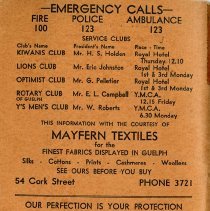 EMERGENCY CALLS
FIRE POLICE AMBULANCE
100 123 123
SERVICE CLUBS
Club's Name President's Name Place - Time
KIWANIS CLUB Mr. H. S. Holden Royal Hotel
Thursday, 12.10
LIONS CLUB Mr. Eric Johnston Royal Hotel
1st & 3rd Monday
OPTIMIST CLUB Mr. G. Pelletier Royal Hotel
1st & 3rd Monday
ROTARY CLUB Mr. E. L. Campbell Y.M.C.A.
OF GUELPH 12.15 Friday
Y'S MEN'S CLUB Mr. W. Roberts Y.M.C.A.
6.30 Monday
THIS INFORMATION WITH THE COURTESY OF
MAYFERN TEXTILES
for the
FINEST FABRICS DISPLAYED IN GUELPH
Silks - Cottons - Prints - Cashmeres - Woollens
SEE OURS BEFORE YOU BUY
54 Cork Street PHONE 3721
OUR PERFECTION IS YOUR PROTECTION